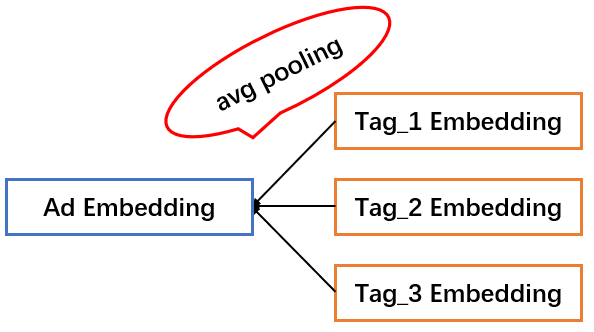 avg pooling
Tag_1 Embedding
Ad Embedding
Tag_2 Embedding
Tag_3 Embedding